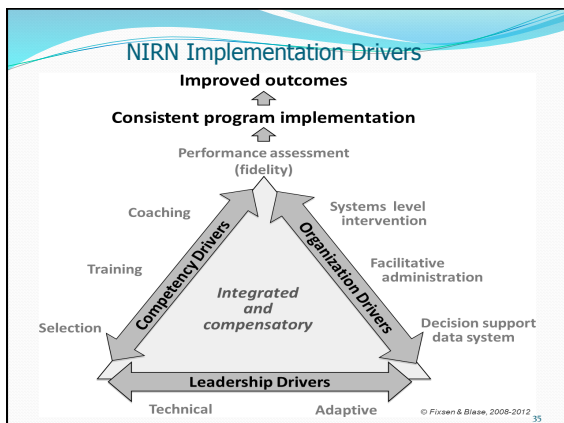 NIRN Implementation Drivers
Improved outcomes
Consistent program implementation
Performance assessment
(fidelity)
Coaching
Training
Selection
Competency Drivers
Integrated
and
compensatory
Organization Drivers
Systems level
intervention
Facilitative
administration
Decision support
data system
Leadership Drivers
Technical
Adaptive
© Fixsen & Blase, 2008-2012
35